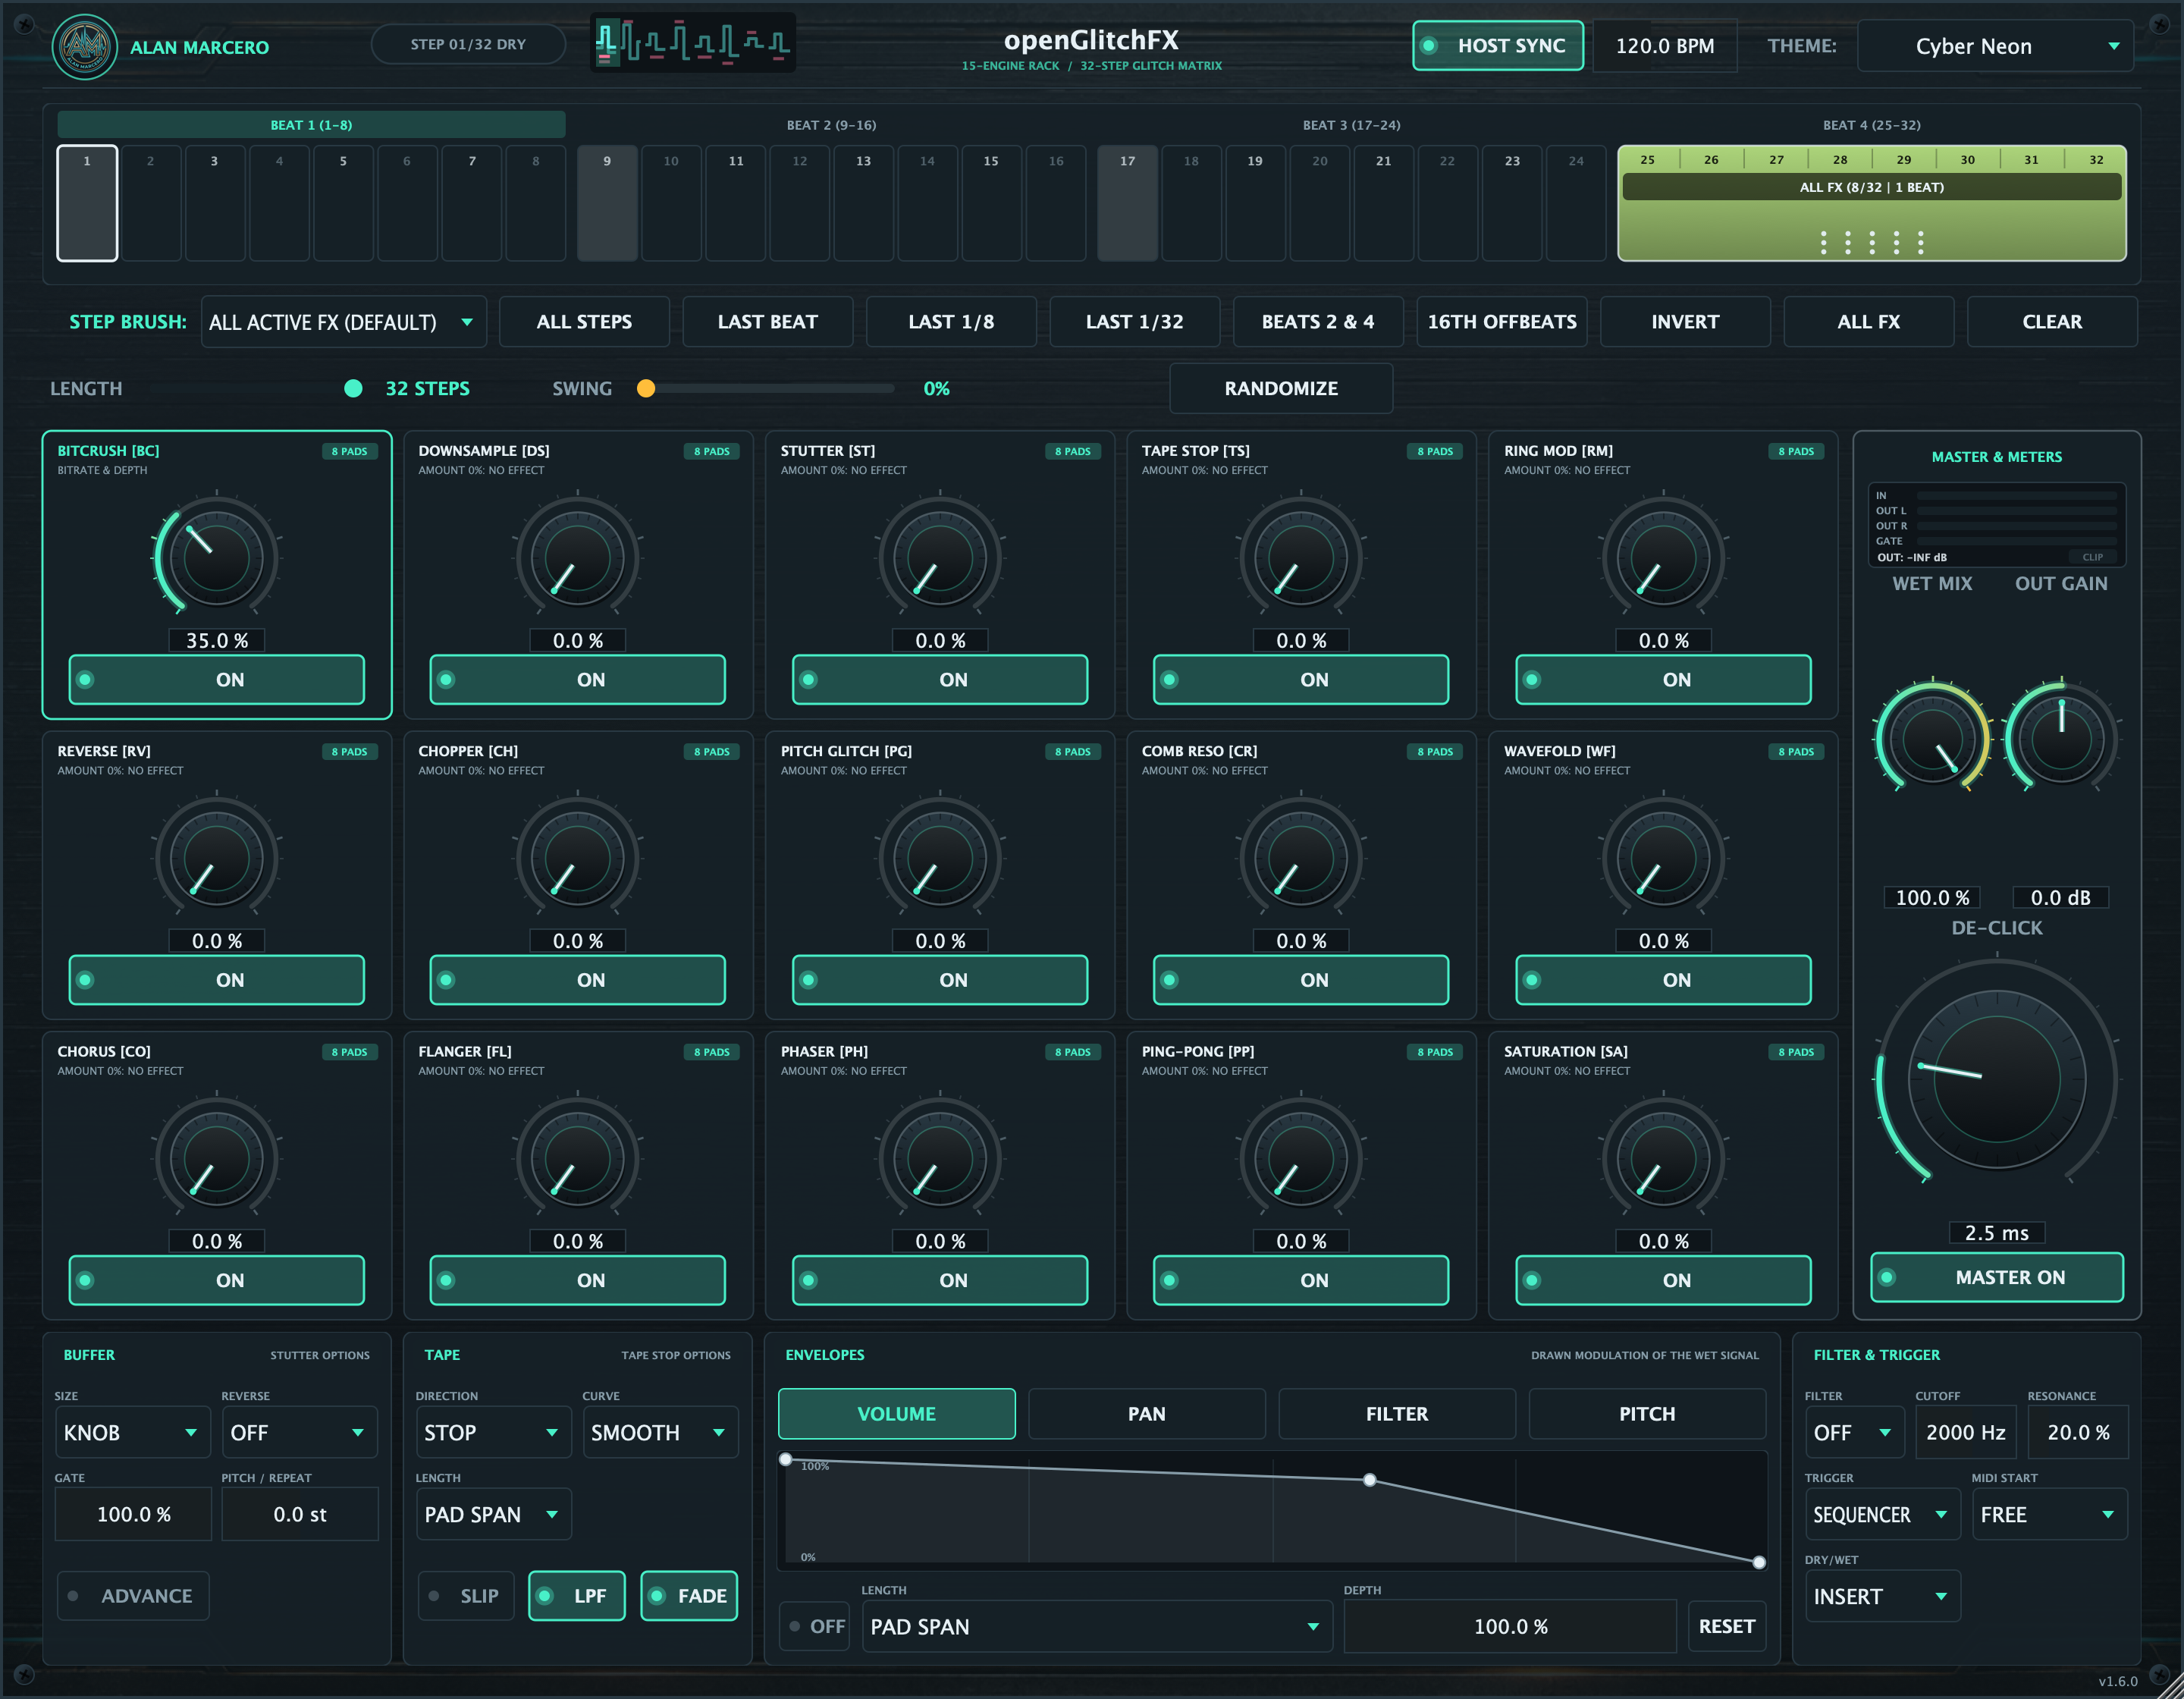 ALAN MARCERO
STEP 01/32 DRY
openGlitchFX
15-ENGINE RACK / 32-STEP GLITCH MATRIX
HOST SYNC
120.0 BPM
THEME:
Cyber Neon
BEAT 1 (1-8)
BEAT 2 (9-16)
BEAT 3 (17-24)
BEAT 4 (25-32)
1 2 3 4 5 6 7 8 9 10 11 12 13 14 15 16 17 18 19 20 21 22 23 24 25 26 27 28 29 30 31 32
ALL FX (8/32 | 1 BEAT)
STEP BRUSH:
ALL ACTIVE FX (DEFAULT)
ALL STEPS
LAST BEAT
LAST 1/8
LAST 1/32
BEATS 2 & 4
16TH OFFBEATS
INVERT
ALL FX
CLEAR
LENGTH
32 STEPS
SWING
0%
RANDOMIZE
BITCRUSH [BC]
8 PADS
BITRATE & DEPTH
35.0 %
ON
DOWNSAMPLE [DS]
8 PADS
AMOUNT 0%: NO EFFECT
0.0 %
ON
STUTTER [ST]
8 PADS
AMOUNT 0%: NO EFFECT
0.0 %
ON
TAPE STOP [TS]
8 PADS
AMOUNT 0%: NO EFFECT
0.0 %
ON
RING MOD [RM]
8 PADS
AMOUNT 0%: NO EFFECT
0.0 %
ON
REVERSE [RV]
8 PADS
AMOUNT 0%: NO EFFECT
0.0 %
ON
CHOPPER [CH]
8 PADS
AMOUNT 0%: NO EFFECT
0.0 %
ON
PITCH GLITCH [PG]
8 PADS
AMOUNT 0%: NO EFFECT
0.0 %
ON
COMB RESO [CR]
8 PADS
AMOUNT 0%: NO EFFECT
0.0 %
ON
WAVEFOLD [WF]
8 PADS
AMOUNT 0%: NO EFFECT
0.0 %
ON
CHORUS [CO]
8 PADS
AMOUNT 0%: NO EFFECT
0.0 %
ON
FLANGER [FL]
8 PADS
AMOUNT 0%: NO EFFECT
0.0 %
ON
PHASER [PH]
8 PADS
AMOUNT 0%: NO EFFECT
0.0 %
ON
PING-PONG [PP]
8 PADS
AMOUNT 0%: NO EFFECT
0.0 %
ON
SATURATION [SA]
8 PADS
AMOUNT 0%: NO EFFECT
0.0 %
ON
MASTER & METERS
IN
OUT L
OUT R
GATE
OUT: -INF dB
CLIP
WET MIX
OUT GAIN
100.0 %
0.0 dB
DE-CLICK
2.5 ms
MASTER ON
BUFFER
STUTTER OPTIONS
SIZE
REVERSE
KNOB
OFF
GATE
PITCH / REPEAT
100.0 %
0.0 st
ADVANCE
TAPE
TAPE STOP OPTIONS
DIRECTION
CURVE
STOP
SMOOTH
LENGTH
PAD SPAN
SLIP
LPF
FADE
ENVELOPES
DRAWN MODULATION OF THE WET SIGNAL
VOLUME
PAN
FILTER
PITCH
100%
0%
OFF
LENGTH
PAD SPAN
DEPTH
100.0 %
RESET
FILTER & TRIGGER
FILTER
CUTOFF
RESONANCE
OFF
2000 Hz
20.0 %
TRIGGER
MIDI START
SEQUENCER
FREE
DRY/WET
INSERT
v1.6.0